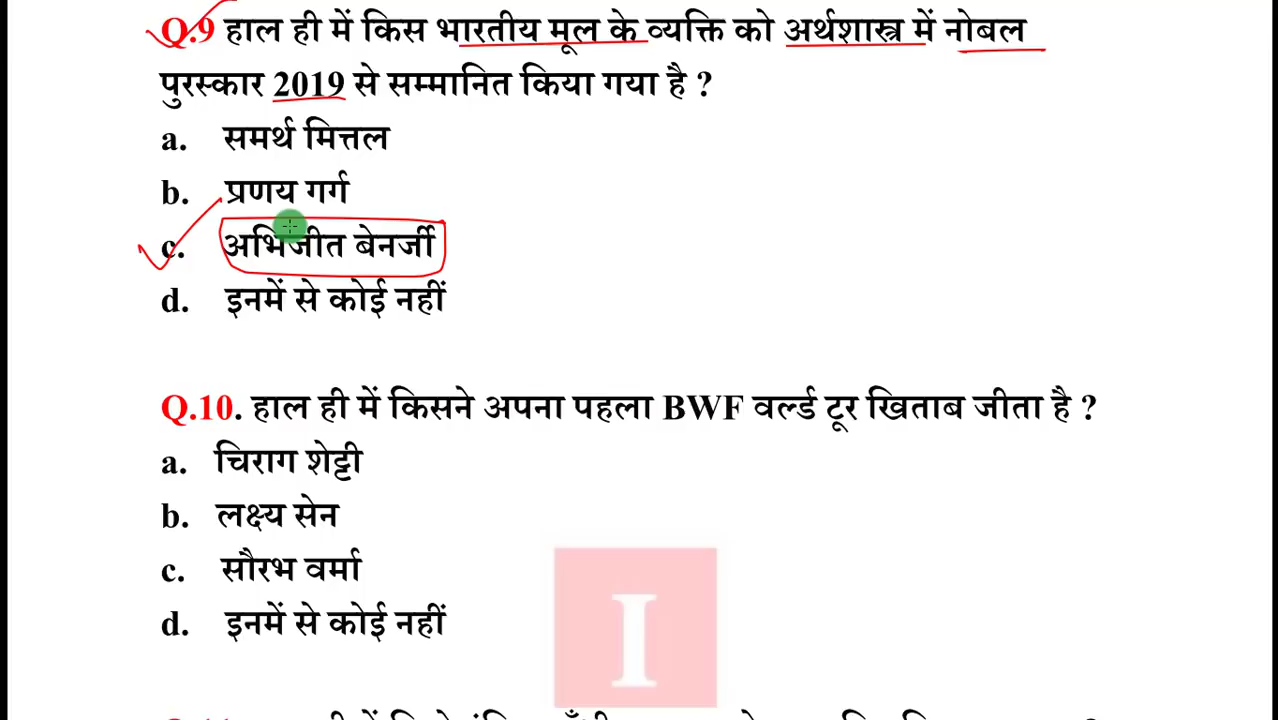 Q.9 हाल ही में किस भारतीय मूल के व्यक्ति को अर्थशास्त्र में नोबल
पुरस्कार 2019 से सम्मानित किया गया है ?
a. समर्थ मित्तल
b. प्रणय गर्ग
c. अभिजीत बेनर्जी
d. इनमें से कोई नहीं
Q.10. हाल ही में किसने अपना पहला BWF वर्ल्ड टूर खिताब जीता है ?
a. चिराग शेट्टी
b. लक्ष्य सेन
c. सौरभ वर्मा
d. इनमें से कोई नहीं
I